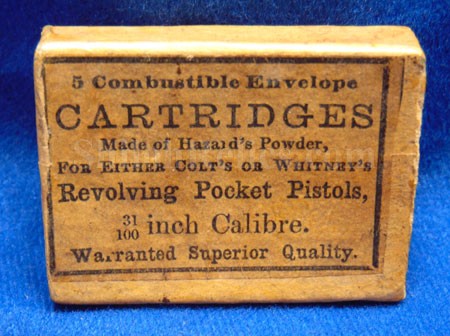 5 Combustible Envelope
CARTRIDGES
Made of Hazard's Powder,
FOR EITHER COLT'S OR WHITNEY'S
Revolving Pocket Pistols,
31/100 inch Calibre.
Warranted Superior Quality.